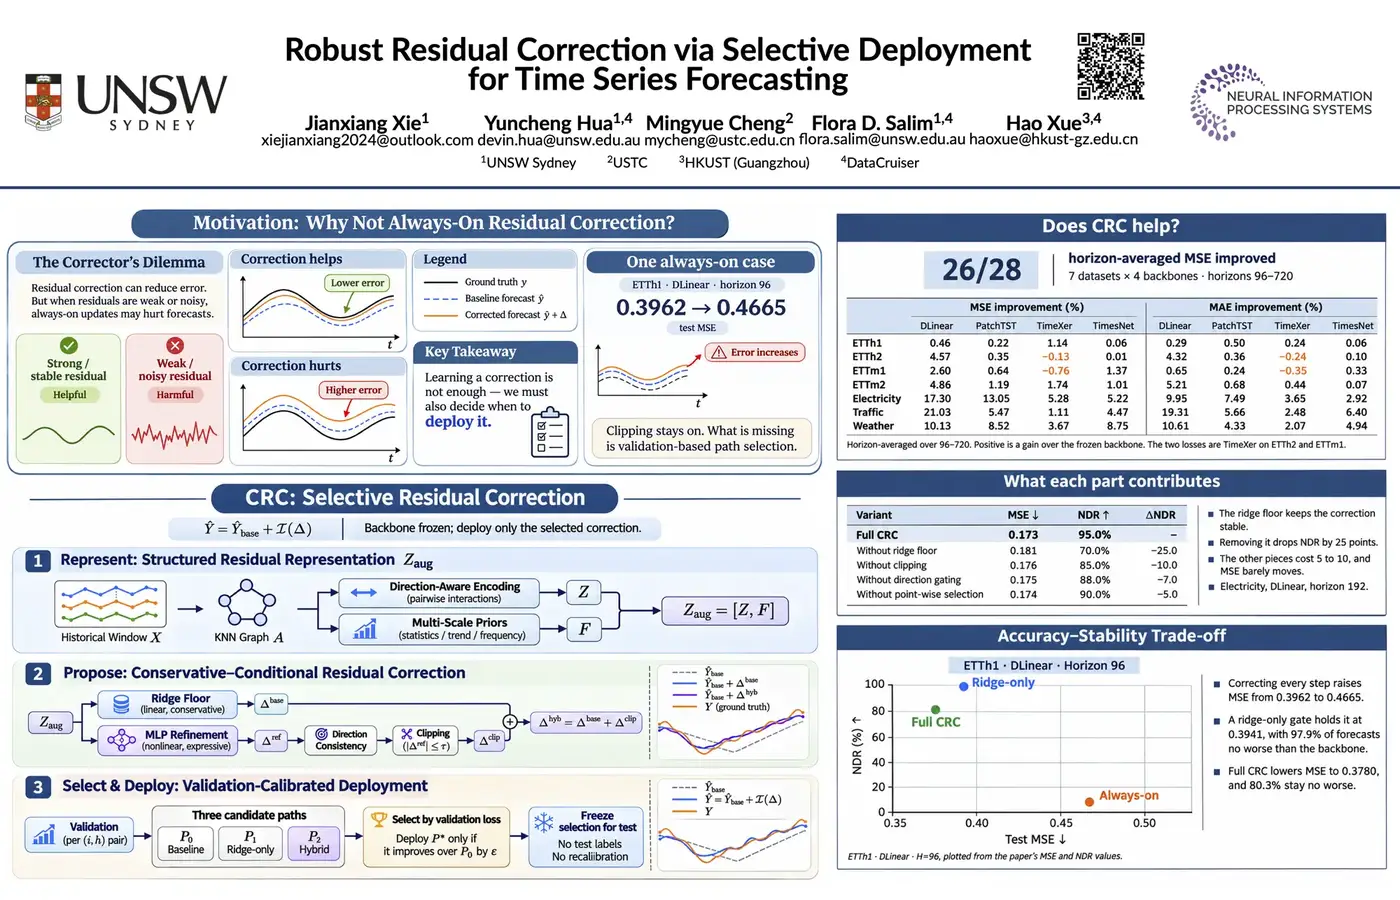 Robust Residual Correction via Selective Deployment
for Time Series Forecasting
UNSW
SYDNEY
NEURAL INFORMATION
PROCESSING SYSTEMS
Jianxiang Xie1 Yuncheng Hua1,4 Mingyue Cheng2 Flora D. Salim1,4 Hao Xue3,4
xiejianxiang2024@outlook.com devin.hua@unsw.edu.au mycheng@ustc.edu.cn flora.salim@unsw.edu.au haoxue@hkust-gz.edu.cn
1UNSW Sydney 2USTC 3HKUST (Guangzhou) 4DataCruiser
Motivation: Why Not Always-On Residual Correction?
The Corrector's Dilemma
Residual correction can reduce error.
But when residuals are weak or noisy,
always-on updates may hurt forecasts.
Strong /
stable residual
Helpful
Weak /
noisy residual
Harmful
Correction helps
Lower error
t
Correction hurts
Higher error
t
Legend
Ground truth y
Baseline forecast ŷ
Corrected forecast ŷ + Δ
Key Takeaway
Learning a correction is
not enough — we must
also decide when to
deploy it.
One always-on case
ETTh1 · DLinear · horizon 96
0.3962 → 0.4665
test MSE
Error increases
t
Clipping stays on. What is missing
is validation-based path selection.
CRC: Selective Residual Correction
Ŷ = Ŷbase + I(Δ)
Backbone frozen; deploy only the selected correction.
1 Represent: Structured Residual Representation Zaug
Historical Window X
KNN Graph A
Direction-Aware Encoding
(pairwise interactions)
Z
Multi-Scale Priors
(statistics / trend / frequency)
F
Zaug = [Z, F]
2 Propose: Conservative–Conditional Residual Correction
Zaug
Ridge Floor
(linear, conservative)
Δbase
MLP Refinement
(nonlinear, expressive)
Δref
Direction
Consistency
Clipping
(|Δref| ≤ τ)
Δclip
Δhyb = Δbase + Δclip
Ŷbase
Ŷbase + Δbase
Ŷbase + Δhyb
Y (ground truth)
3 Select & Deploy: Validation-Calibrated Deployment
Validation
(per (i, h) pair)
Three candidate paths
P0
Baseline
P1
Ridge-only
P2
Hybrid
Select by validation loss
Deploy P* only if
it improves over P0 by ε
Freeze
selection for test
No test labels
No recaliibration
Ŷbase
Ŷ = Ŷbase + I(Δ)
Y
Does CRC help?
26/28
horizon-averaged MSE improved
7 datasets × 4 backbones · horizons 96–720
MSE improvement (%) MAE improvement (%)
DLinear PatchTST TimeXer TimesNet DLinear PatchTST TimeXer TimesNet
ETTh1 0.46 0.22 1.14 0.06 0.29 0.50 0.24 0.06
ETTh2 4.57 0.35 −0.13 0.01 4.32 0.36 −0.24 0.10
ETTm1 2.60 0.64 −0.76 1.37 0.65 0.24 −0.35 0.33
ETTm2 4.86 1.19 1.74 1.01 5.21 0.68 0.44 0.07
Electricity 17.30 13.05 5.28 5.22 9.95 7.49 3.65 2.92
Traffic 21.03 5.47 1.11 4.47 19.31 5.66 2.48 6.40
Weather 10.13 8.52 3.67 8.75 10.61 4.33 2.07 4.94
Horizon-averaged over 96–720. Positive is a gain over the frozen backbone. The two losses are TimeXer on ETTh2 and ETTm1.
What each part contributes
Variant MSE ↓ NDR ↑ ΔNDR
Full CRC 0.173 95.0% –
Without ridge floor 0.181 70.0% −25.0
Without clipping 0.176 85.0% −10.0
Without direction gating 0.175 88.0% −7.0
Without point-wise selection 0.174 90.0% −5.0
The ridge floor keeps the correction
stable.
Removing it drops NDR by 25 points.
The other pieces cost 5 to 10, and
MSE barely moves.
Electricity, DLinear, horizon 192.
Accuracy–Stability Trade-off
ETTh1 · DLinear · Horizon 96
NDR (%) ↑
100
80
60
40
20
0
Ridge-only
Full CRC
Always-on
0.35 0.40 0.45 0.50
Test MSE ↓
ETTh1 · DLinear · H=96, plotted from the paper's MSE and NDR values.
Correcting every step raises
MSE from 0.3962 to 0.4665.
A ridge-only gate holds it at
0.3941, with 97.9% of forecasts
no worse than the backbone.
Full CRC lowers MSE to 0.3780,
and 80.3% stay no worse.